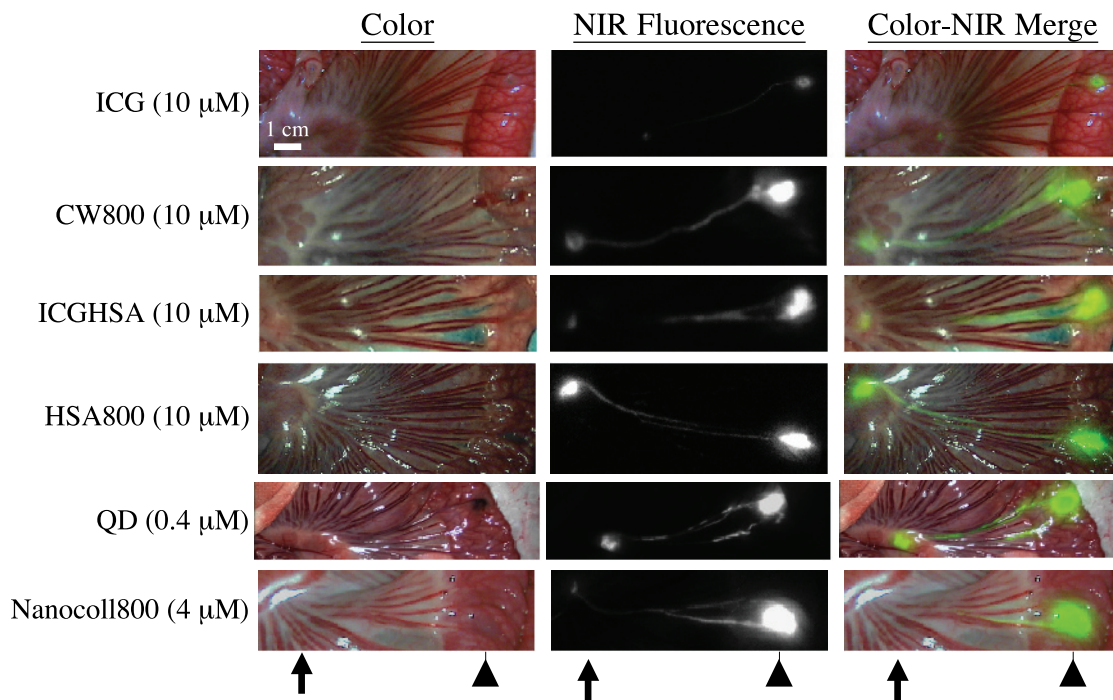 Color NIR Fluorescence Color-NIR Merge
ICG (10 μM)
1 cm
CW800 (10 μM)
ICGHSA (10 μM)
HSA800 (10 μM)
QD (0.4 μM)
Nanocoll800 (4 μM)